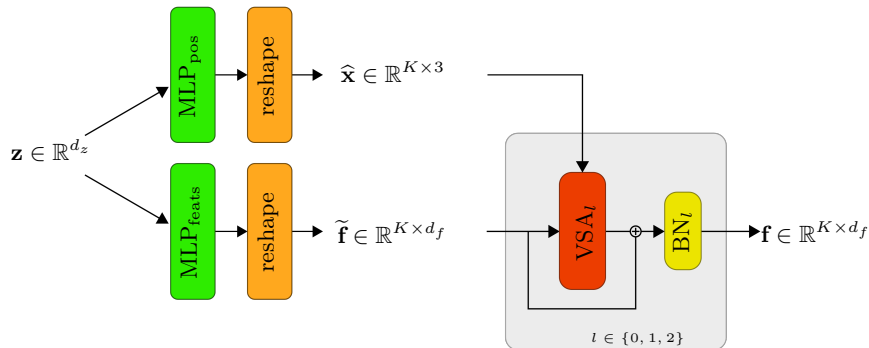 z ∈ ℝ^{d_z}
MLP_pos
reshape
x̂ ∈ ℝ^{K×3}
MLP_feats
reshape
f̃ ∈ ℝ^{K×d_f}
VSA_l
⊕
BN_l
f ∈ ℝ^{K×d_f}
l ∈ {0, 1, 2}